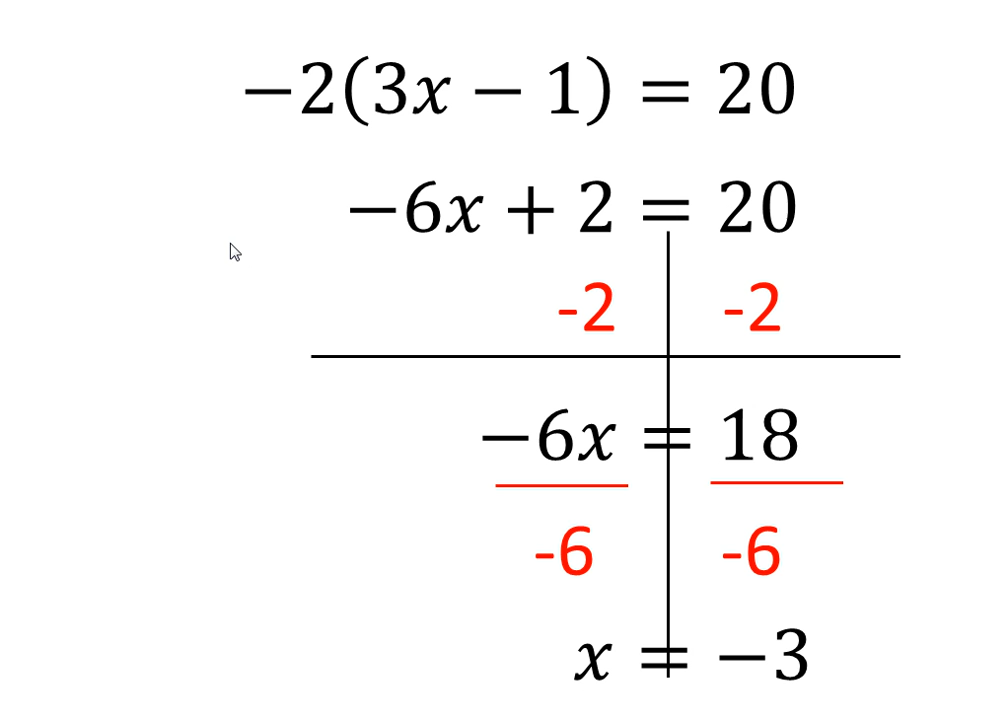 −2(3x − 1) = 20
−6x + 2 = 20
-2 -2
−6x = 18
-6 -6
x = −3